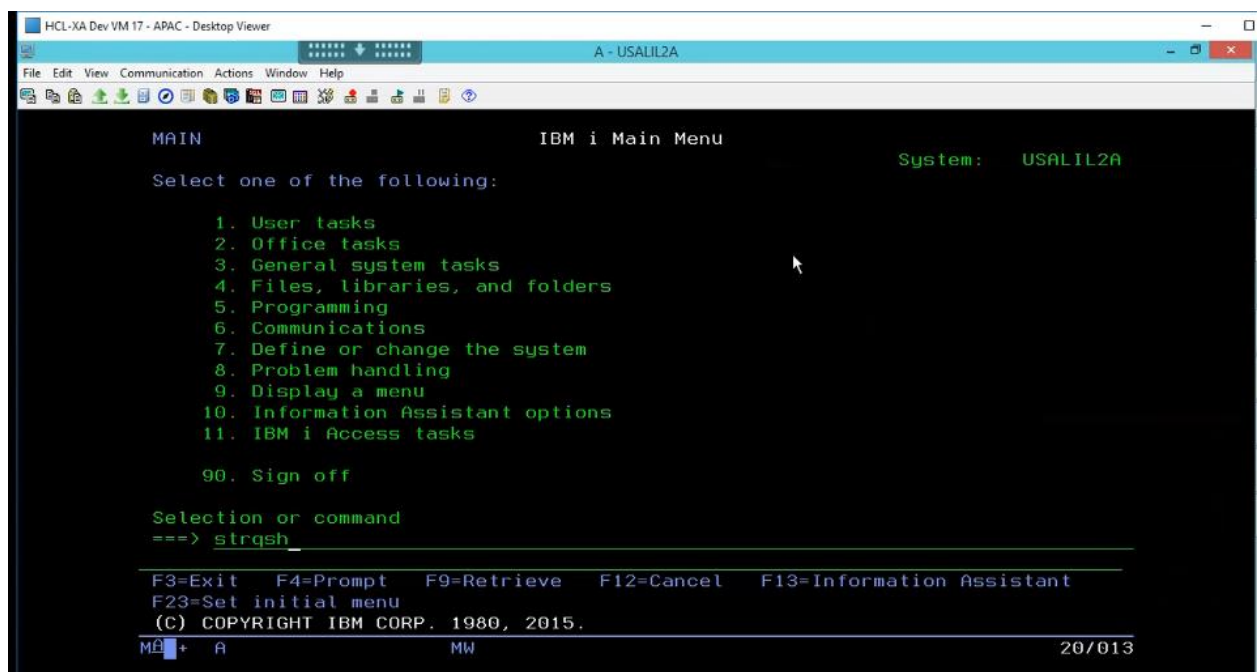 HCL-XA Dev VM 17 - APAC - Desktop Viewer
A - USALIL2A
File Edit View Communication Actions Window Help
MAIN IBM i Main Menu
System: USALIL2A
Select one of the following:
1. User tasks
2. Office tasks
3. General system tasks
4. Files, libraries, and folders
5. Programming
6. Communications
7. Define or change the system
8. Problem handling
9. Display a menu
10. Information Assistant options
11. IBM i Access tasks
90. Sign off
Selection or command
===> strqsh
F3=Exit F4=Prompt F9=Retrieve F12=Cancel F13=Information Assistant
F23=Set initial menu
(C) COPYRIGHT IBM CORP. 1980, 2015.
MA + A MW 20/013